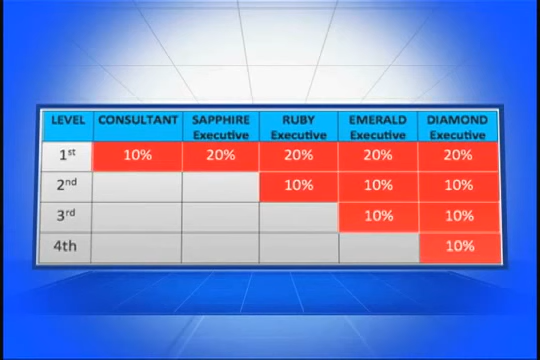 LEVEL CONSULTANT SAPPHIRE Executive RUBY Executive EMERALD Executive DIAMOND Executive
1st 10% 20% 20% 20% 20%
2nd 10% 10% 10%
3rd 10% 10%
4th 10%